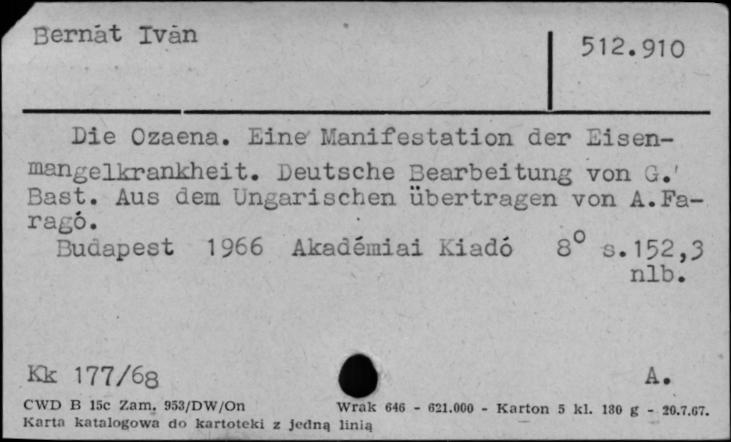 Bernát Iván
512.910
Die Ozaena. Eine Manifestation der Eisen-
mangelkrankheit. Deutsche Bearbeitung von G.
Bast. Aus dem Ungarischen übertragen von A.Fa-
ragó.
Budapest 1966 Akadémiai Kiadó 8° s.152,3
nlb.
Kk 177/68 A.
CWD B 15c Zam. 953/DW/On Wrak 646 - 621.000 - Karton 5 kl. 180 g - 20.7.67.
Karta katalogowa do kartoteki z jedną linią